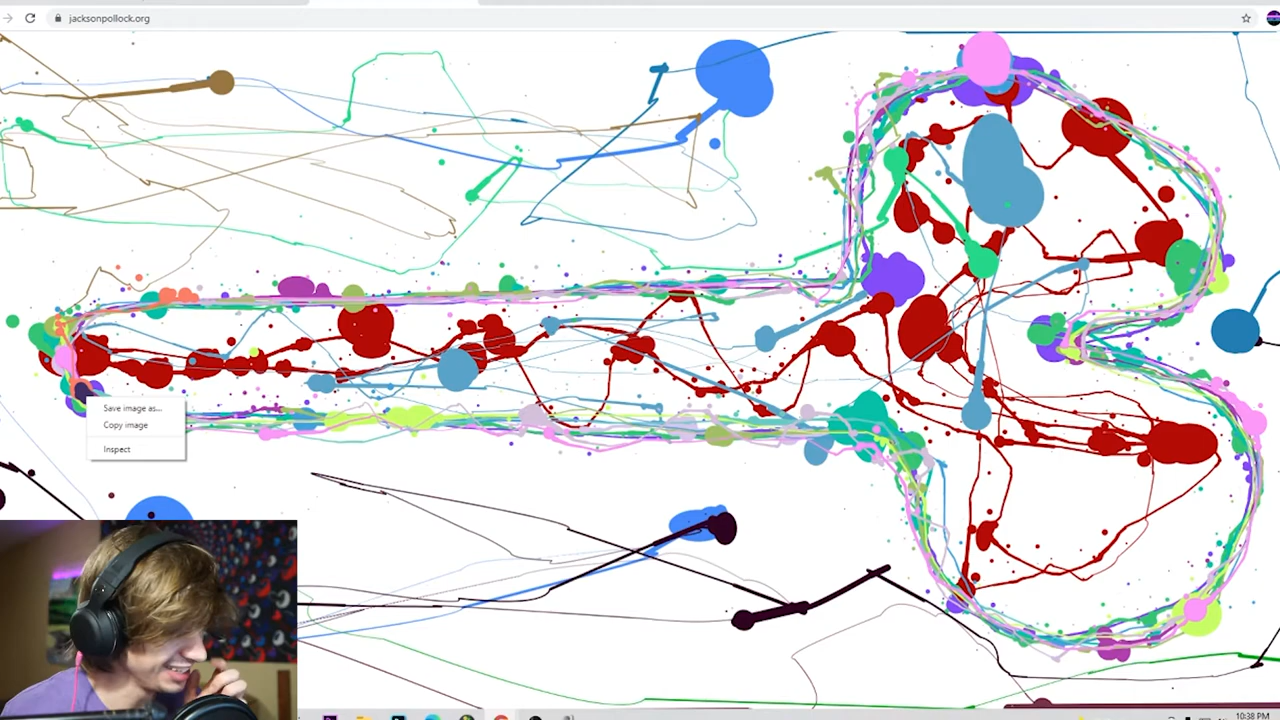 jacksonpollock.org
Save image as...
Copy image
Inspect
10:38 PM